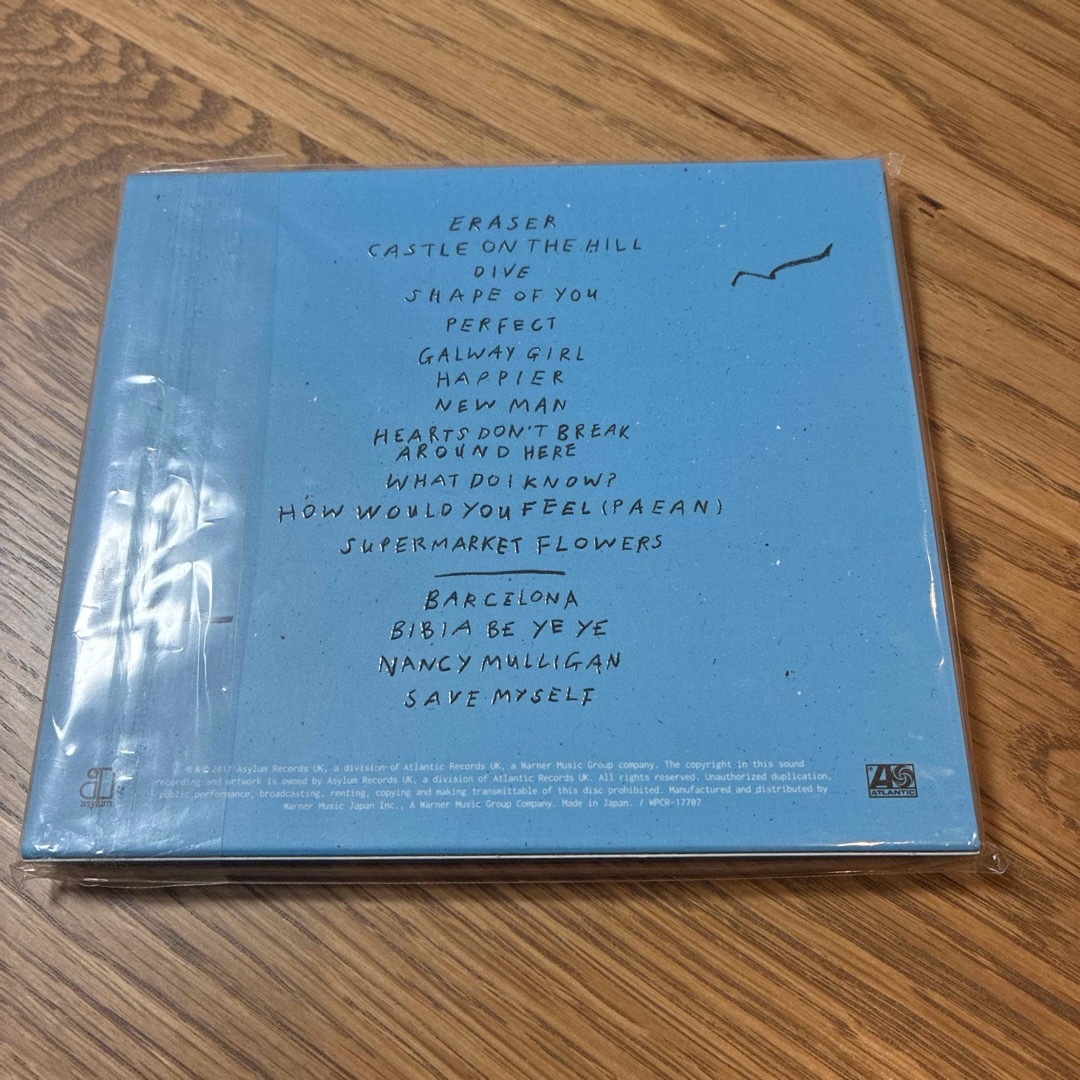 ERASER
CASTLE ON THE HILL
DIVE
SHAPE OF YOU
PERFECT
GALWAY GIRL
HAPPIER
NEW MAN
HEARTS DON'T BREAK
AROUND HERE
WHAT DO I KNOW?
HOW WOULD YOU FEEL (PAEAN)
SUPERMARKET FLOWERS
BARCELONA
BIBIA BE YE YE
NANCY MULLIGAN
SAVE MYSELF
℗ & © 2017 Asylum Records UK, a division of Atlantic Records UK, a Warner Music Group company. The copyright in this sound
recording and artwork is owned by Asylum Records UK, a division of Atlantic Records UK. All rights reserved. Unauthorized duplication,
public performance, broadcasting, renting, copying and making transmittable of this disc prohibited. Manufactured and distributed by
Warner Music Japan Inc., A Warner Music Group Company. Made in Japan. / WPCR-17707
asylum
ATLANTIC